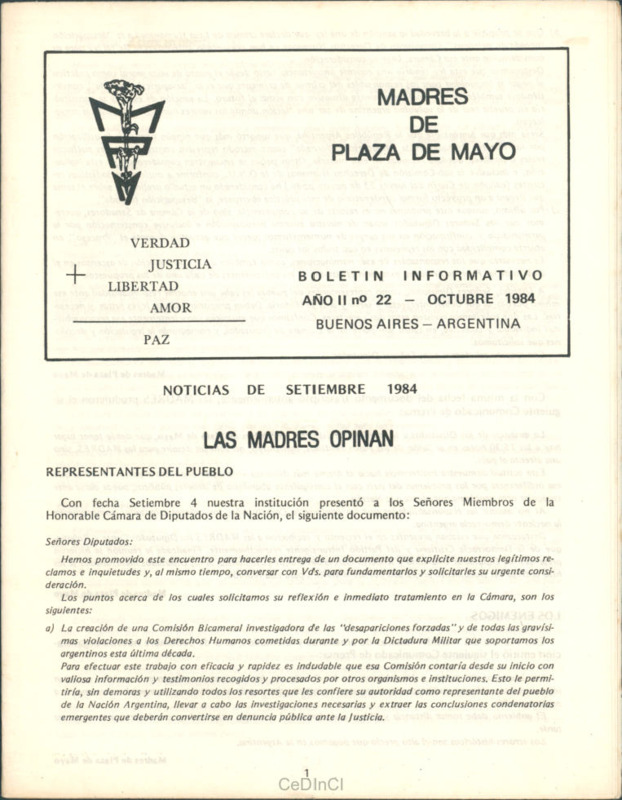 MADRES
DE
PLAZA DE MAYO
VERDAD
JUSTICIA
+ LIBERTAD
AMOR
PAZ
BOLETIN INFORMATIVO
AÑO II nº 22 — OCTUBRE 1984
BUENOS AIRES — ARGENTINA
NOTICIAS DE SETIEMBRE 1984
LAS MADRES OPINAN
REPRESENTANTES DEL PUEBLO
Con fecha Setiembre 4 nuestra institución presentó a los Señores Miembros de la
Honorable Cámara de Diputados de la Nación, el siguiente documento:
Señores Diputados:
Hemos promovido este encuentro para hacerles entrega de un documento que explicite nuestros legítimos re-
clamos e inquietudes y, al mismo tiempo, conversar con Vds. para fundamentarlos y solicitarles su urgente consi-
deración.
Los puntos acerca de los cuales solicitamos su reflexión e inmediato tratamiento en la Cámara, son los
siguientes:
a) La creación de una Comisión Bicameral investigadora de las "desapariciones forzadas" y de todas las gravísi-
mas violaciones a los Derechos Humanos cometidas durante y por la Dictadura Militar que soportamos los
argentinos esta última década.
Para efectuar este trabajo con eficacia y rapidez es indudable que esa Comisión contaría desde su inicio con
valiosa información y testimonios recogidos y procesados por otros organismos e instituciones. Esto le permi-
tiría, sin demoras y utilizando todos los resortes que les confiere su autoridad como representante del pueblo
de la Nación Argentina, llevar a cabo las investigaciones necesarias y extraer las conclusiones condenatorias
emergentes que deberán convertirse en denuncia pública ante la Justicia.
1
CeDInCI